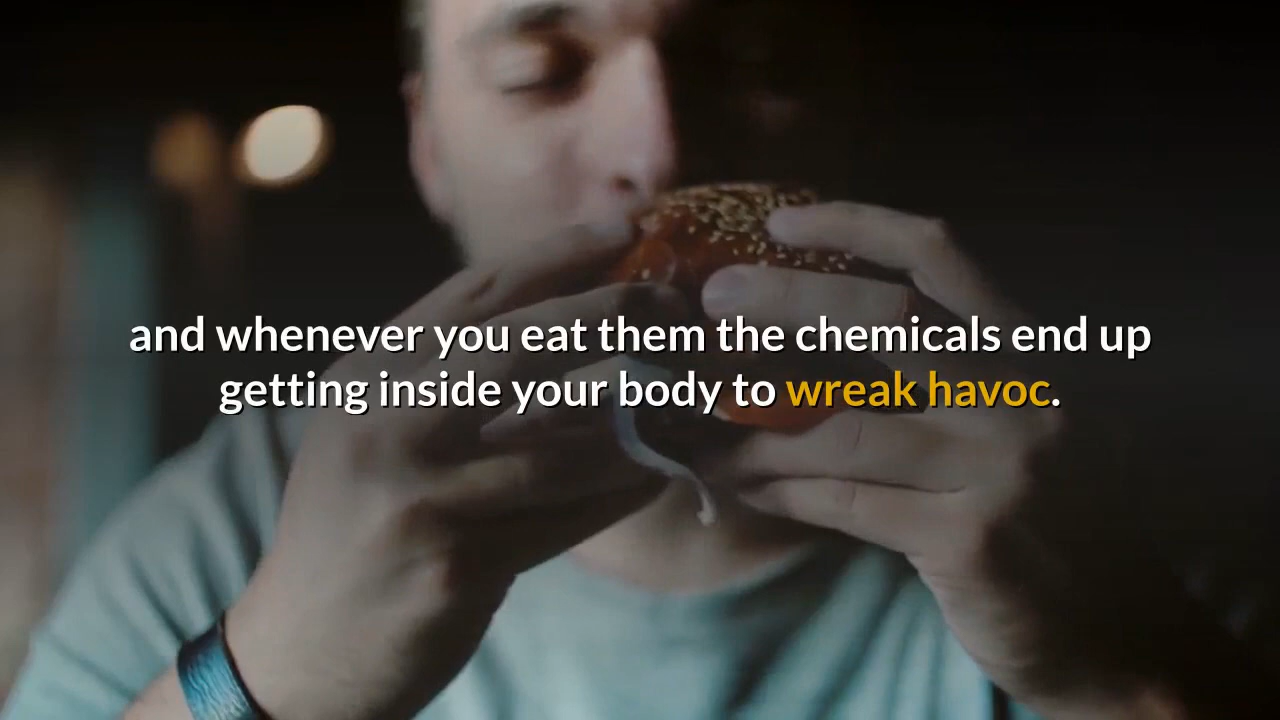 and whenever you eat them the chemicals end up
getting inside your body to wreak havoc.